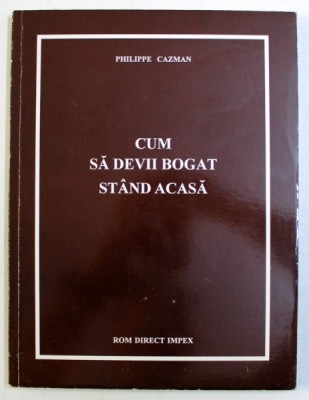 PHILIPPE CAZMAN
CUM
SĂ DEVII BOGAT
STÂND ACASĂ
ROM DIRECT IMPEX